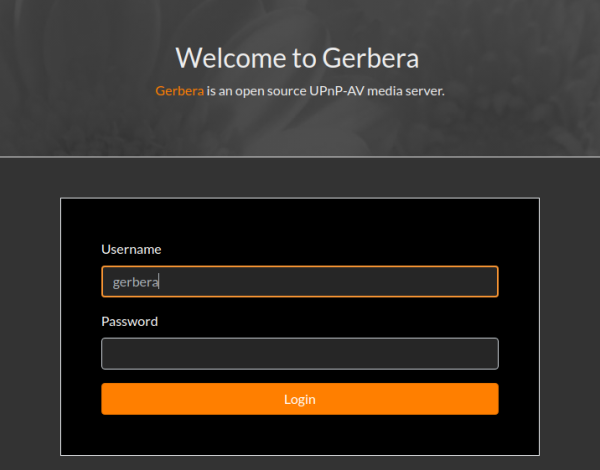 Welcome to Gerbera
Gerbera is an open source UPnP-AV media server.
Username
gerbera
Password
Login